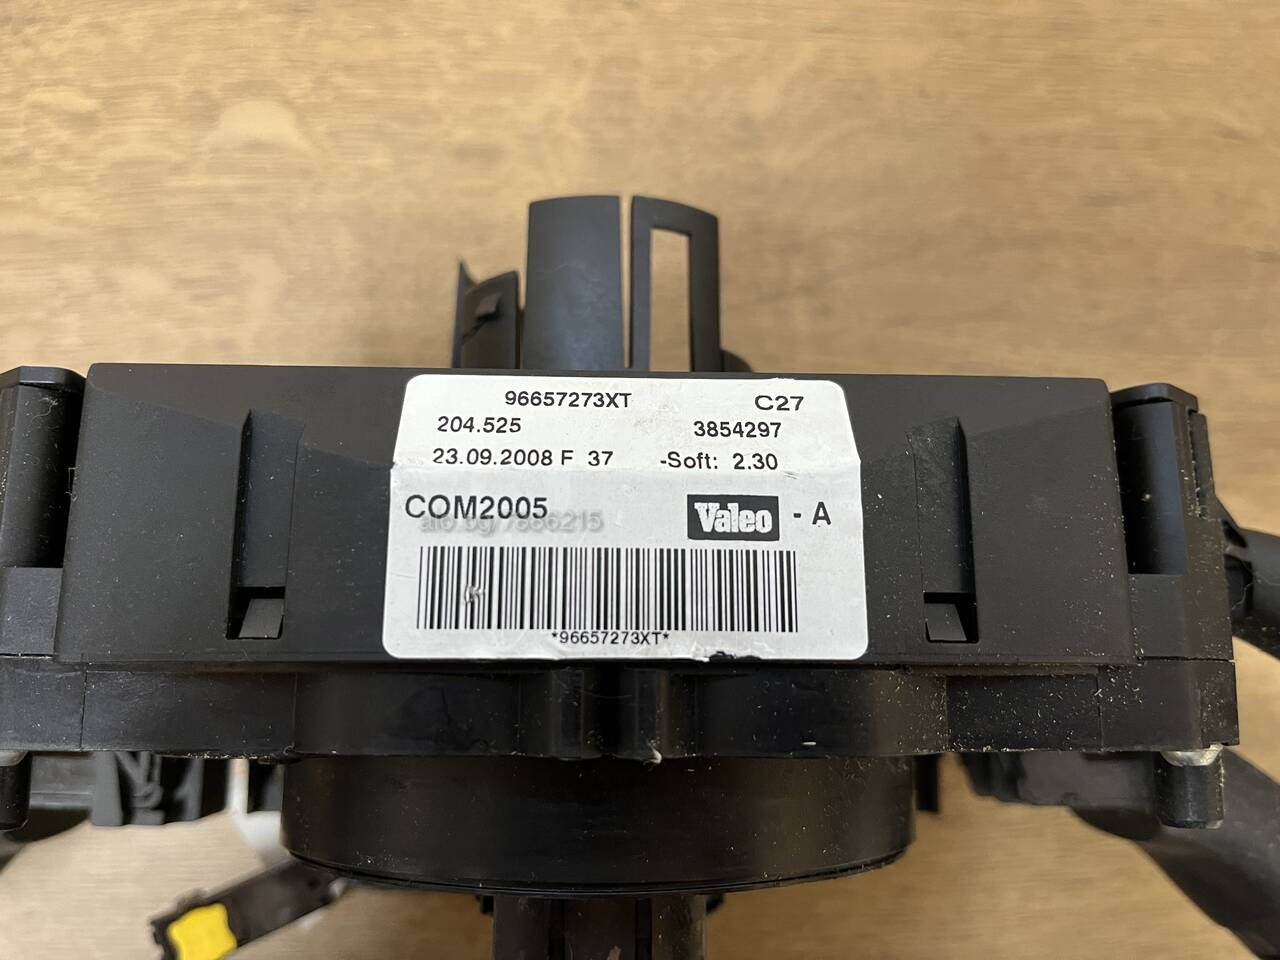 96657273XT C27
204.525 3854297
23.09.2008 F 37 -Soft: 2.30
COM2005 Valeo - A
*96657273XT*